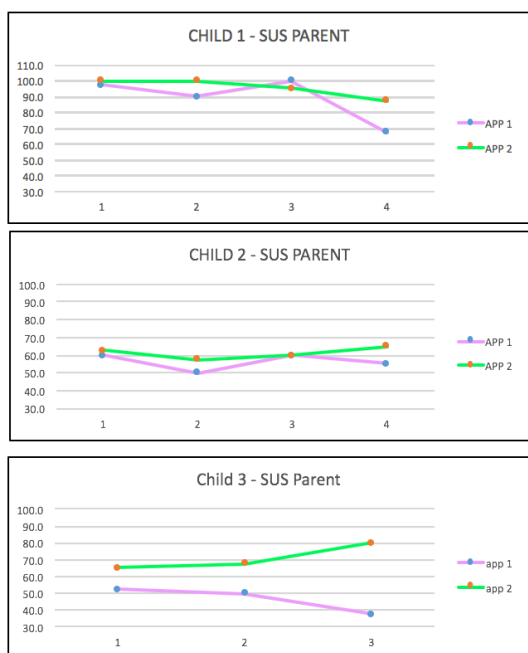 CHILD 1 - SUS PARENT
110.0
100.0
90.0
80.0
70.0
60.0
50.0
40.0
30.0
1 2 3 4
APP 1
APP 2
CHILD 2 - SUS PARENT
100.0
90.0
80.0
70.0
60.0
50.0
40.0
30.0
1 2 3 4
APP 1
APP 2
Child 3 - SUS Parent
100.0
90.0
80.0
70.0
60.0
50.0
40.0
30.0
1 2 3
app 1
app 2